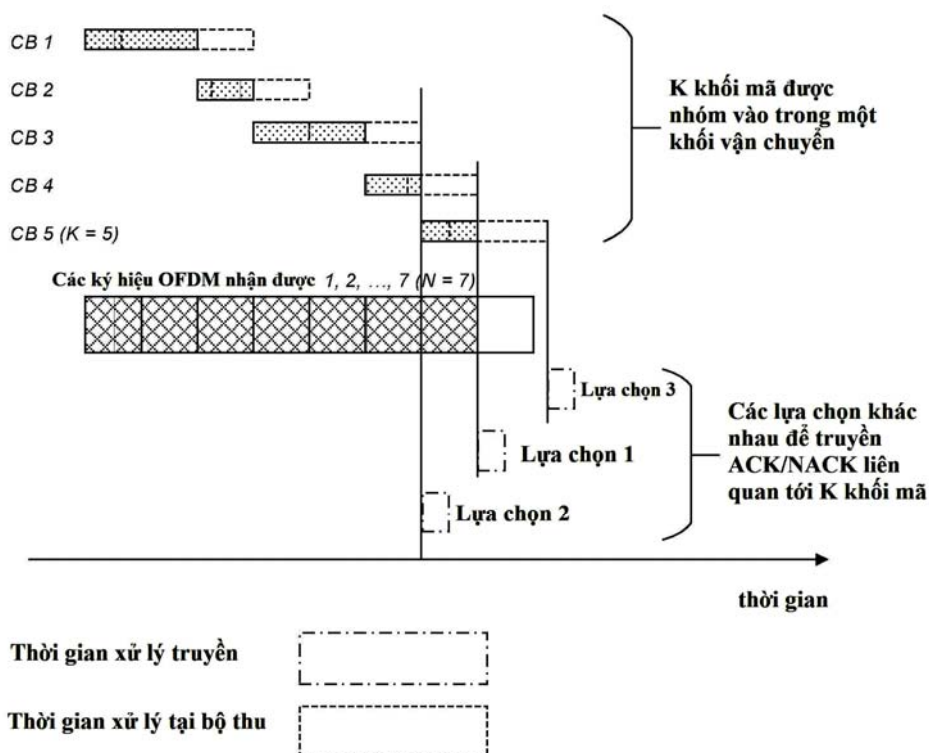 CB 1
CB 2
CB 3
CB 4
CB 5 (K = 5)
K khối mã được
nhóm vào trong một
khối vận chuyển
Các ký hiệu OFDM nhận được 1, 2, ..., 7 (N = 7)
Lựa chọn 3
Lựa chọn 1
Lựa chọn 2
Các lựa chọn khác
nhau để truyền
ACK/NACK liên
quan tới K khối mã
thời gian
Thời gian xử lý truyền
Thời gian xử lý tại bộ thu